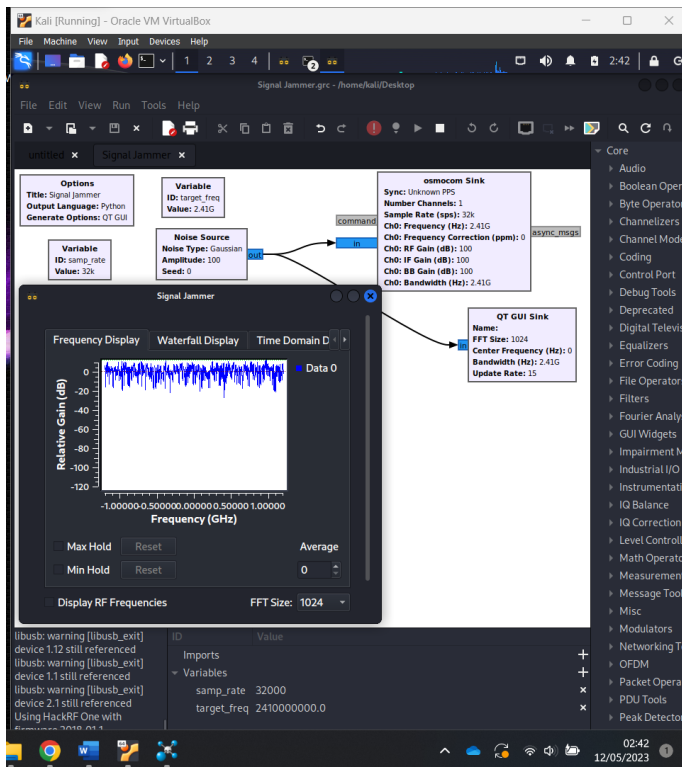 Kali [Running] - Oracle VM VirtualBox
File Machine View Input Devices Help
1 2 3 4 2 2:42
Signal Jammer.grc - /home/kali/Desktop
File Edit View Run Tools Help
untitled Signal Jammer
Options
Title: Signal Jammer
Output Language: Python
Generate Options: QT GUI
Variable
ID: target_freq
Value: 2.41G
Variable
ID: samp_rate
Value: 32k
Noise Source
Noise Type: Gaussian
Amplitude: 100
Seed: 0
out
command
in
osmocom Sink
Sync: Unknown PPS
Number Channels: 1
Sample Rate (sps): 32k
Ch0: Frequency (Hz): 2.41G
Ch0: Frequency Correction (ppm): 0
Ch0: RF Gain (dB): 100
Ch0: IF Gain (dB): 100
Ch0: BB Gain (dB): 100
Ch0: Bandwidth (Hz): 2.41G
async_msgs
in
QT GUI Sink
Name:
FFT Size: 1024
Center Frequency (Hz): 0
Bandwidth (Hz): 2.41G
Update Rate: 15
Signal Jammer
Frequency Display Waterfall Display Time Domain D
Relative Gain (dB)
0
-20
-40
-60
-80
-100
-120
Data 0
-1.00000 -0.50000 0.00000 0.50000 1.00000
Frequency (GHz)
Max Hold Reset Average
Min Hold Reset 0
Display RF Frequencies FFT Size: 1024
Core
Audio
Boolean Oper
Byte Operato
Channelizers
Channel Mode
Coding
Control Port
Debug Tools
Deprecated
Digital Televis
Equalizers
Error Coding
File Operator
Filters
Fourier Analy
GUI Widgets
Impairment M
Industrial I/O
Instrumentati
IQ Balance
IQ Correction
Level Controll
Math Operato
Measuremen
Message Tool
Misc
Modulators
Networking T
OFDM
Packet Opera
PDU Tools
Peak Detecto
libusb: warning [libusb_exit]
device 1.12 still referenced
libusb: warning [libusb_exit]
device 1.1 still referenced
libusb: warning [libusb_exit]
device 2.1 still referenced
Using HackRF One with
firmware 2018.01.1
ID Value
Imports
Variables
samp_rate 32000
target_freq 2410000000.0
02:42
12/05/2023
1